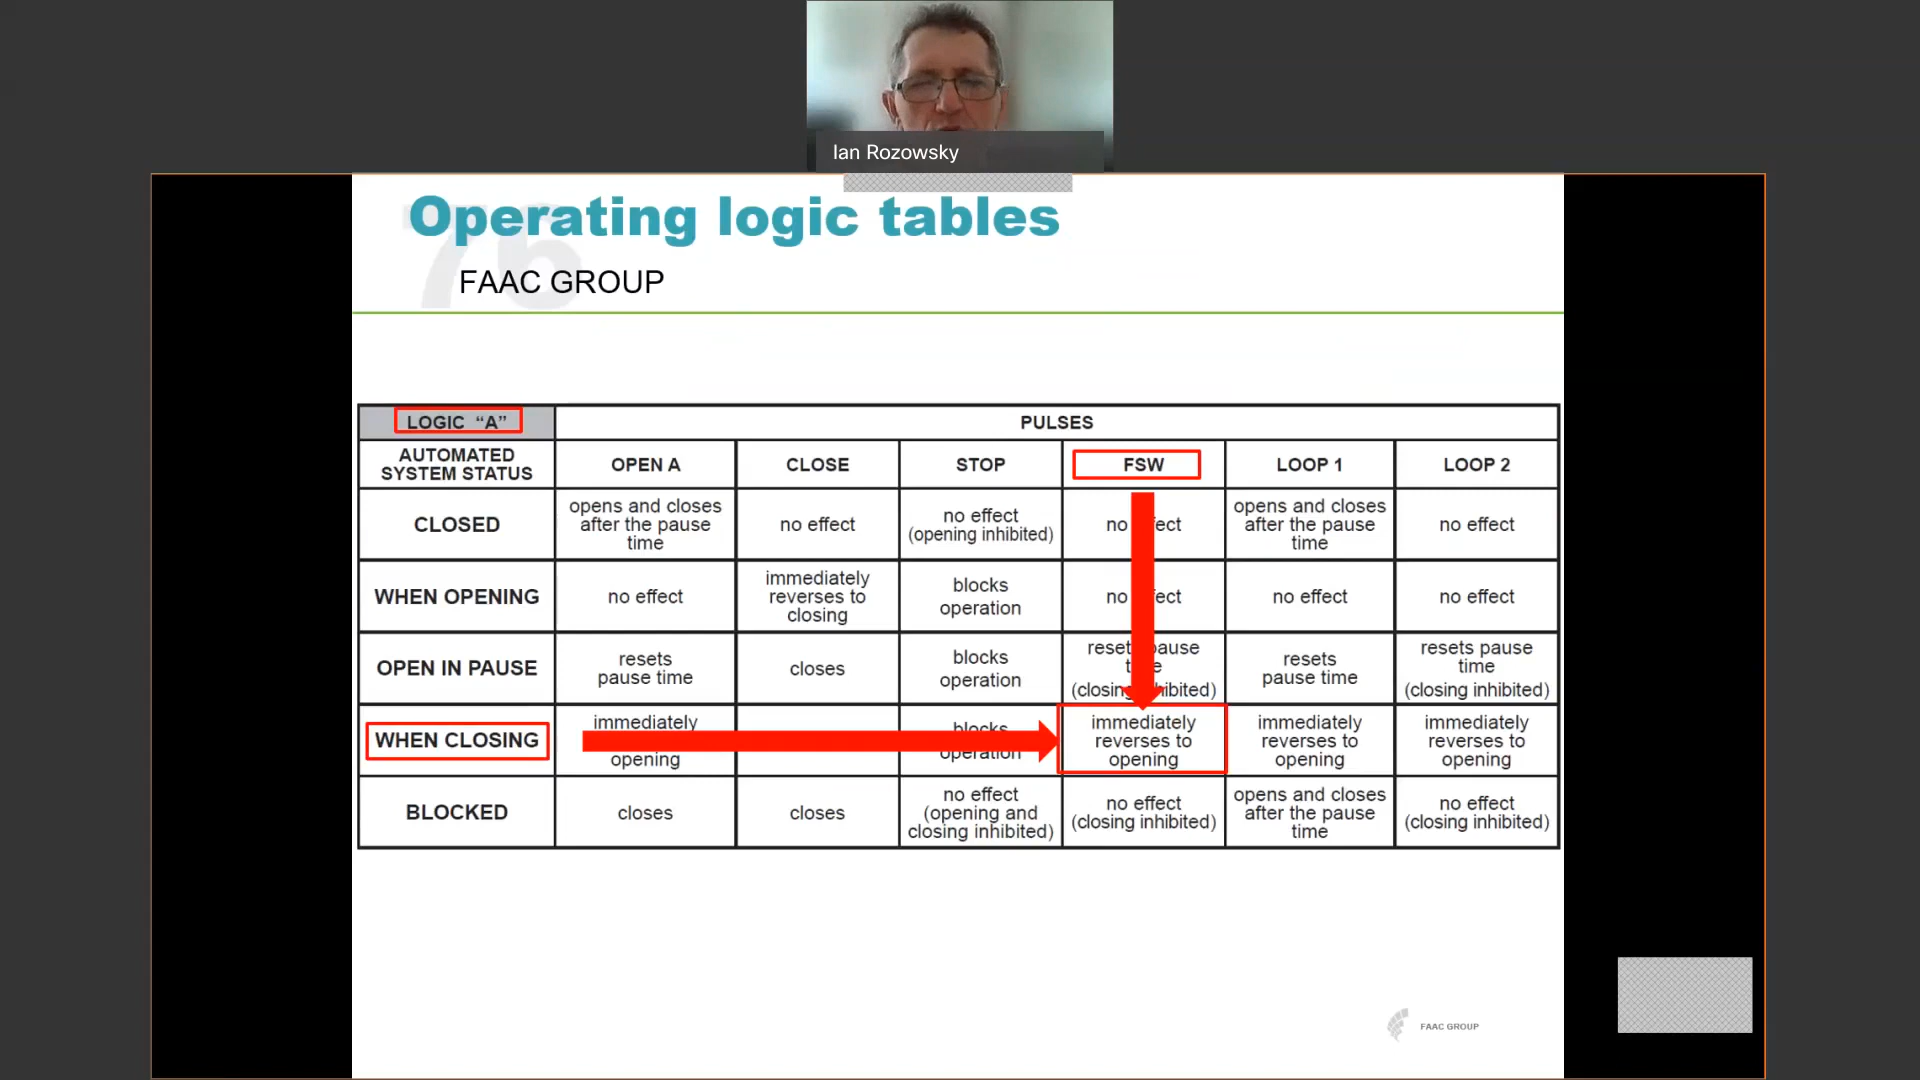 Ian Rozowsky
76
Operating logic tables
FAAC GROUP
LOGIC “A”
PULSES
AUTOMATED
SYSTEM STATUS
OPEN A
CLOSE
STOP
FSW
LOOP 1
LOOP 2
CLOSED
opens and closes
after the pause
time
no effect
no effect
(opening inhibited)
no
opens and closes
after the pause
time
no effect
WHEN OPENING
no effect
immediately
reverses to
closing
blocks
operation
no
no effect
no effect
OPEN IN PAUSE
resets
pause time
closes
blocks
operation
pause
resets
pause time
resets pause
time
(closing inhibited)
WHEN CLOSING
immediately
opening
blocks
operation
immediately
reverses to
opening
immediately
reverses to
opening
immediately
reverses to
opening
BLOCKED
closes
closes
no effect
(opening and
closing inhibited)
no effect
(closing inhibited)
opens and closes
after the pause
time
no effect
(closing inhibited)
FAAC GROUP